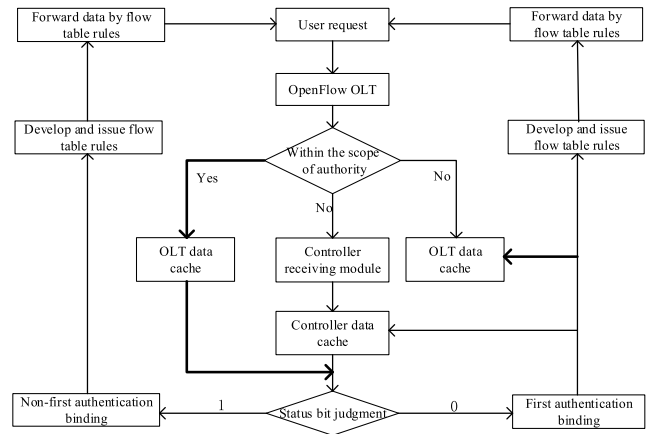 Forward data by flow
table rules
User request
Forward data by
flow table rules
OpenFlow OLT
Develop and issue flow
table rules
Within the scope
of authority
Develop and issue
flow table rules
Yes
No
No
OLT data
cache
Controller
receiving module
OLT data
cache
Controller data
cache
Non-first authentication
binding
1
Status bit judgment
0
First authentication
binding